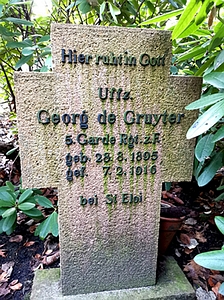 Hier ruht in Gott
Uffz.
Georg de Gruyter
5. Garde Rgt. z.F.
geb. 28. 8. 1895
gef. 7. 2. 1916
bei St Eloi